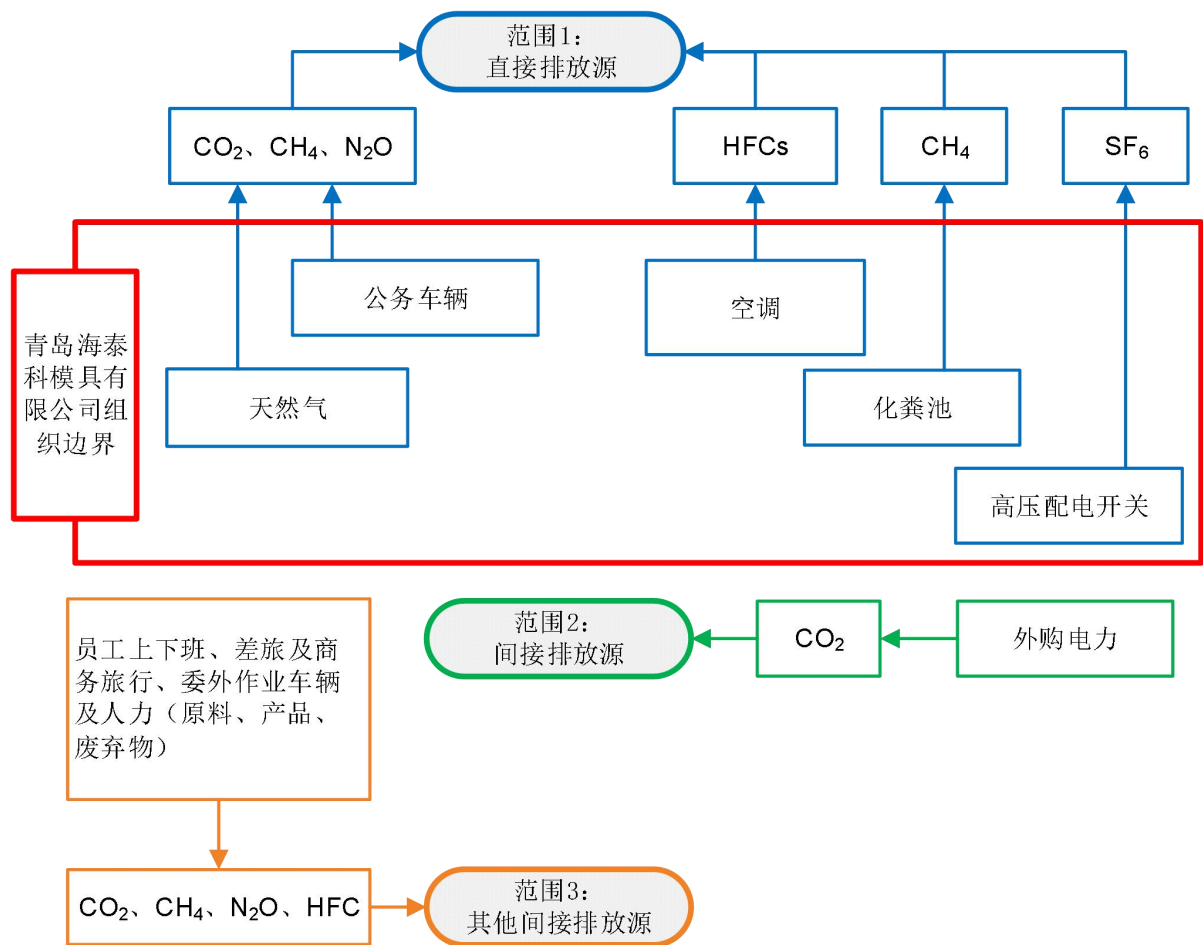 范围1：
直接排放源
CO₂、CH₄、N₂O
HFCs
CH₄
SF₆
公务车辆
空调
青岛海泰
科模具有
限公司组
织边界
天然气
化粪池
高压配电开关
员工上下班、差旅及商
务旅行、委外作业车辆
及人力（原料、产品、
废弃物）
范围2：
间接排放源
CO₂
外购电力
CO₂、CH₄、N₂O、HFC
范围3：
其他间接排放源